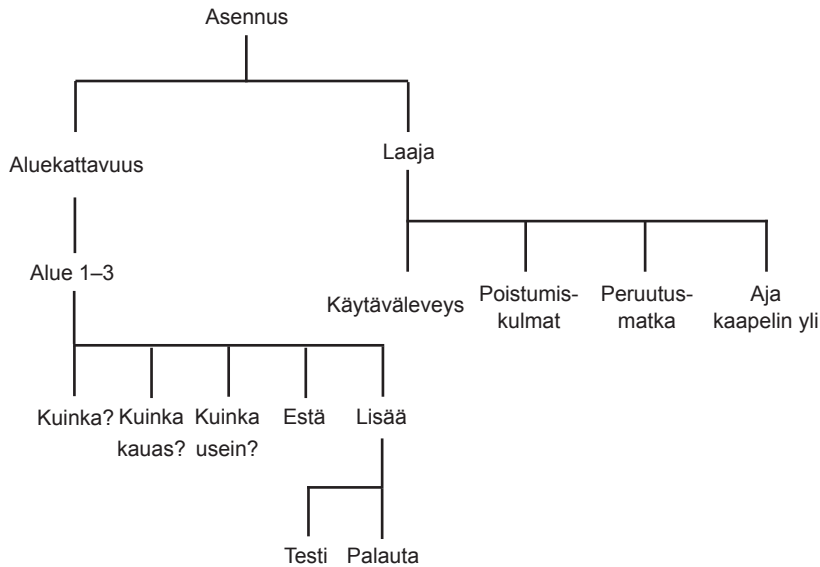 Asennus
Aluekattavuus
Laaja
Alue 1–3
Käytäväleveys
Poistumis-
kulmat
Peruutus-
matka
Aja
kaapelin yli
Kuinka?
Kuinka
kauas?
Kuinka
usein?
Estä
Lisää
Testi
Palauta